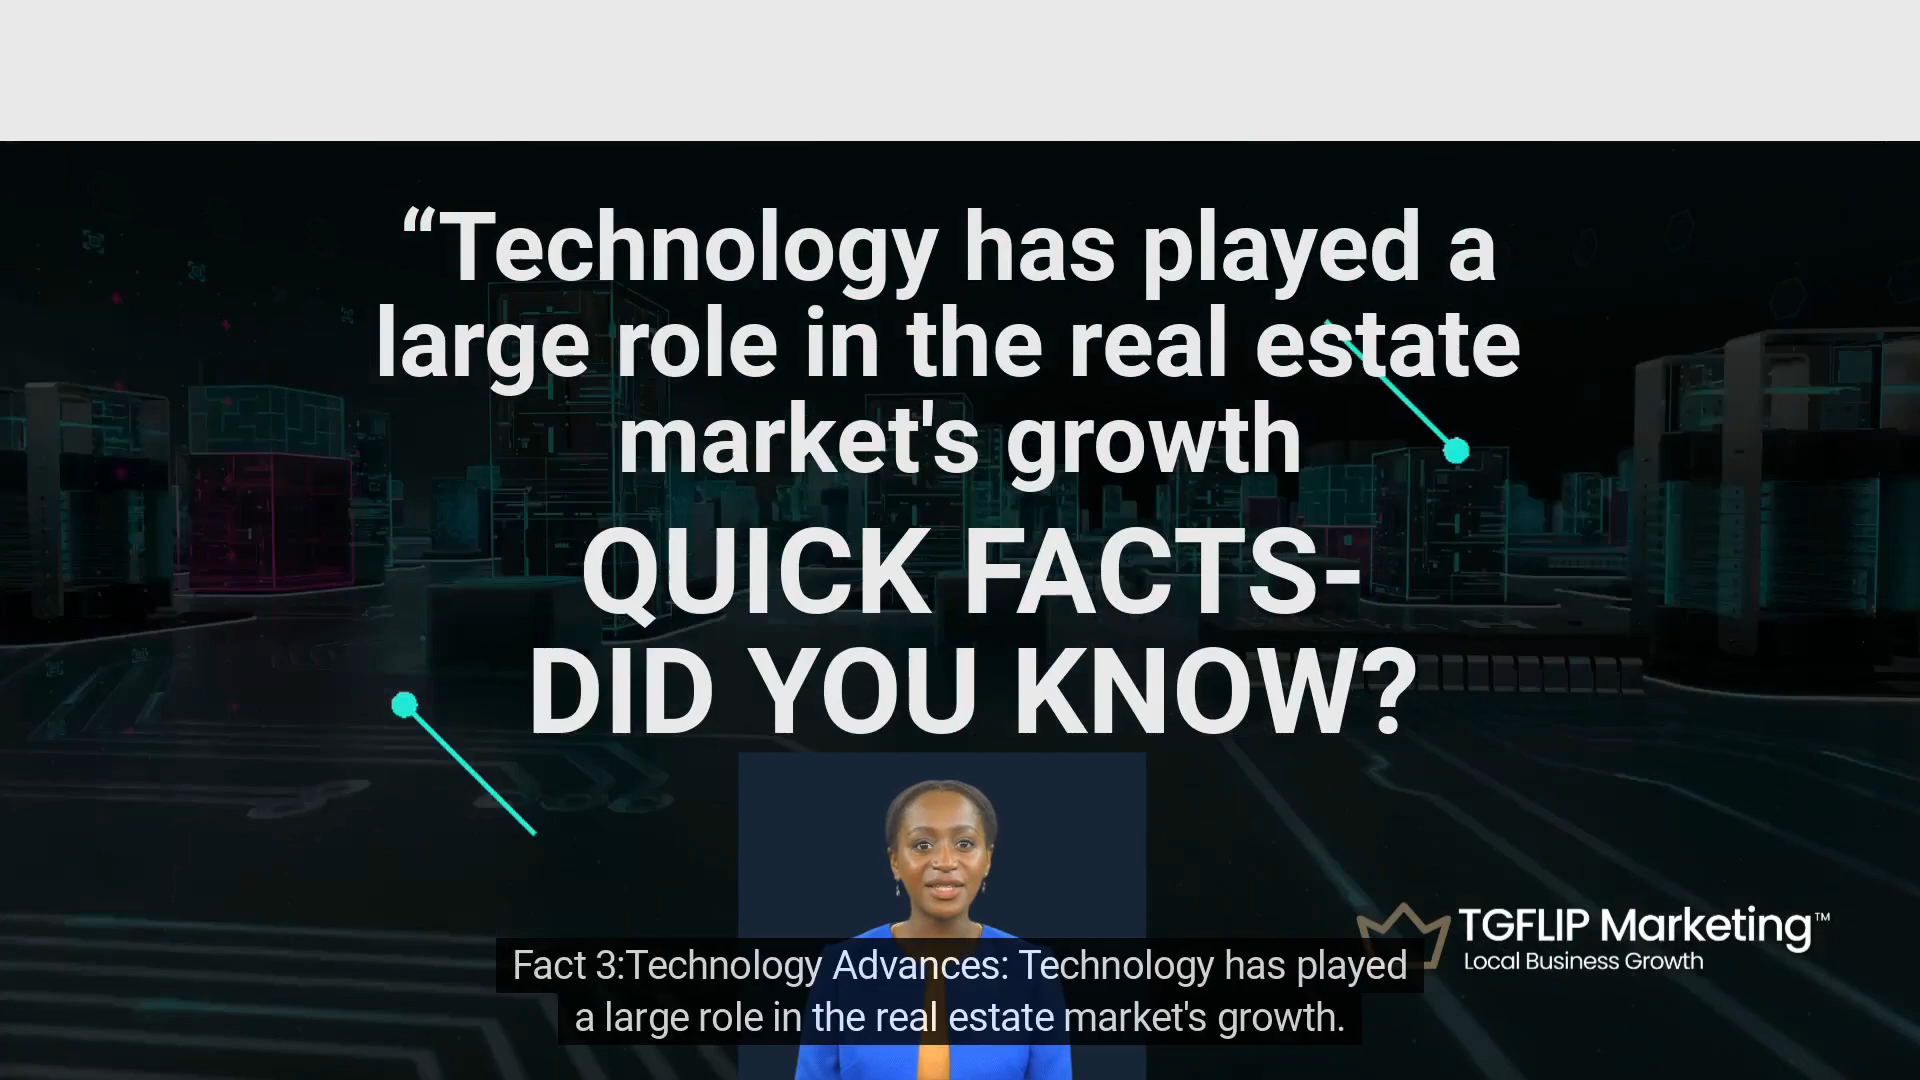 “Technology has played a
large role in the real estate
market's growth
QUICK FACTS-
DID YOU KNOW?
TGFLIP Marketing™
Local Business Growth
Fact 3:Technology Advances: Technology has played
a large role in the real estate market's growth.